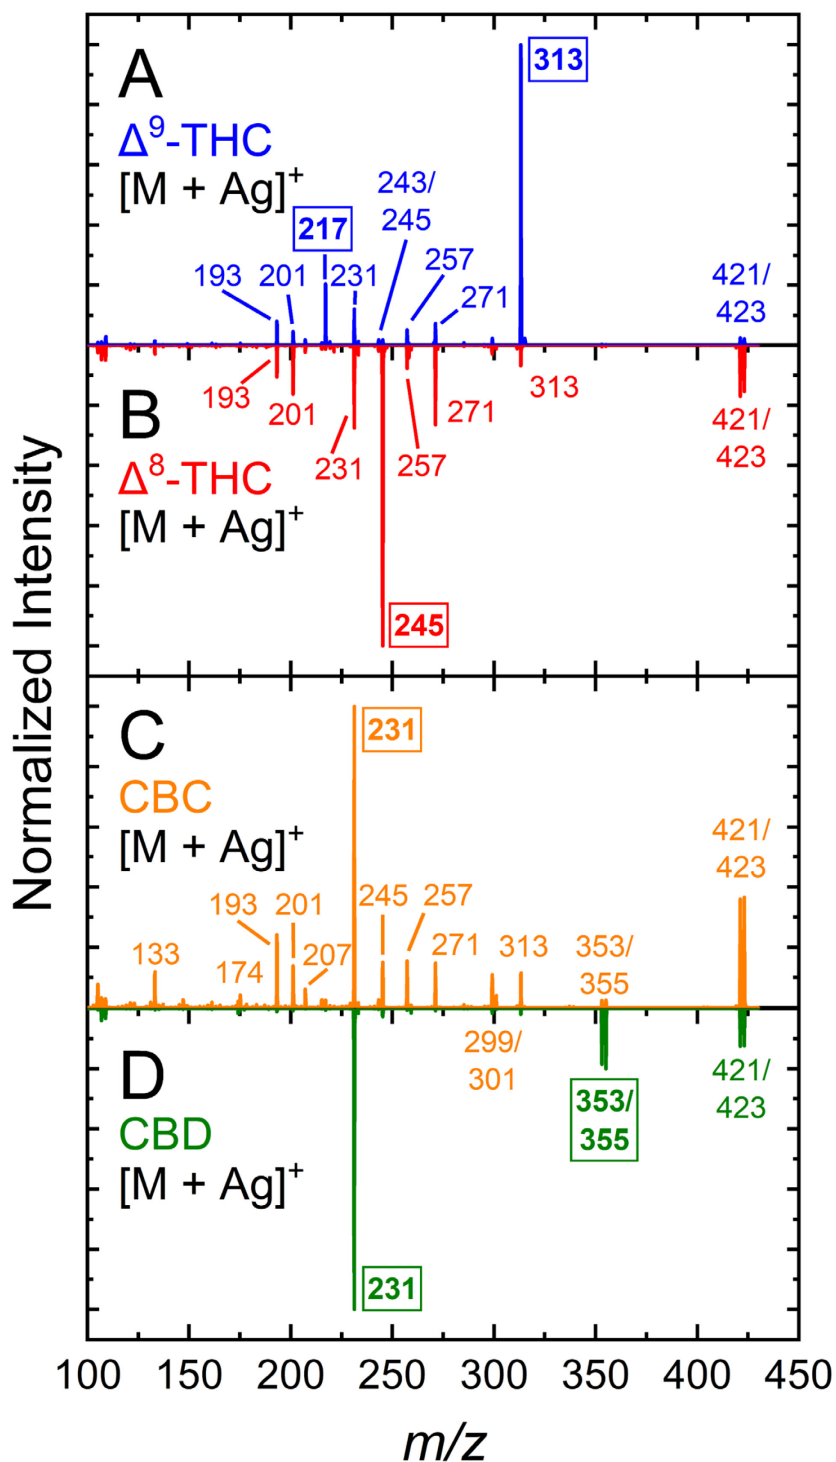 A
Δ⁹-THC
[M + Ag]⁺
313
243/
245
217
193
201
231
257
271
421/
423
B
Δ⁸-THC
[M + Ag]⁺
193
201
231
257
271
313
421/
423
245
C
CBC
[M + Ag]⁺
231
421/
423
193
201
245
257
133
174
207
271
313
353/
355
299/
301
D
CBD
[M + Ag]⁺
353/
355
421/
423
231
Normalized Intensity
100 150 200 250 300 350 400 450
m/z